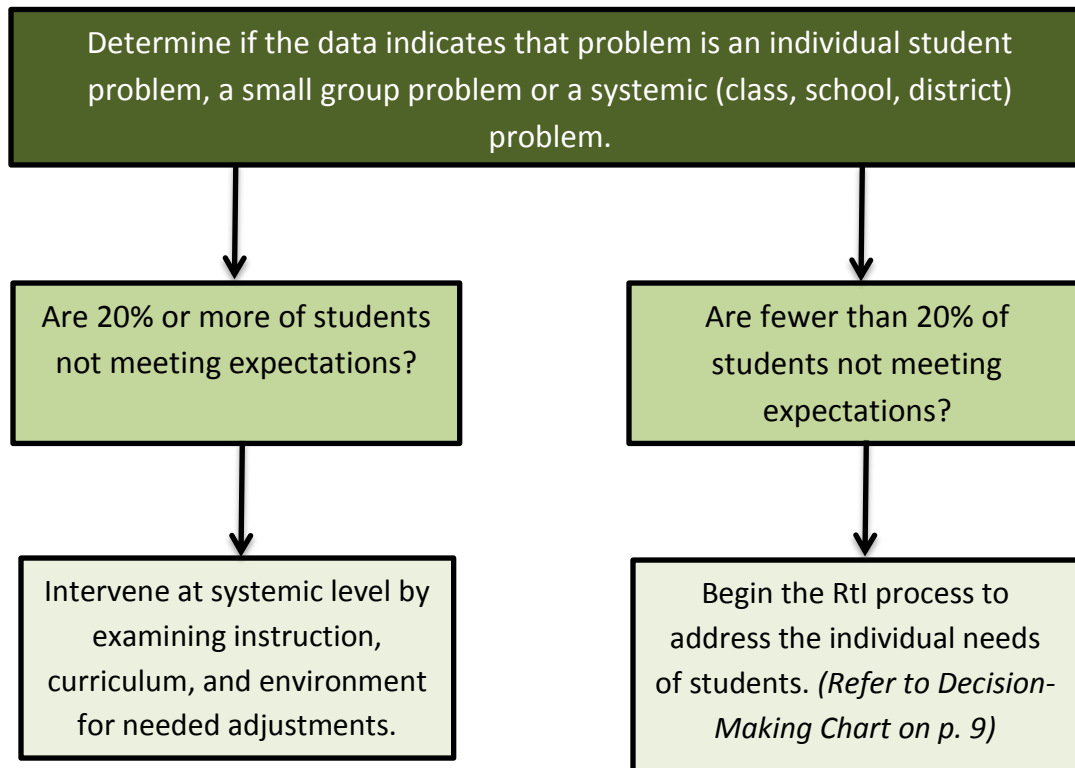 Determine if the data indicates that problem is an individual student
problem, a small group problem or a systemic (class, school, district)
problem.
Are 20% or more of students
not meeting expectations?
Are fewer than 20% of
students not meeting
expectations?
Intervene at systemic level by
examining instruction,
curriculum, and environment
for needed adjustments.
Begin the RtI process to
address the individual needs
of students. (Refer to Decision-
Making Chart on p. 9)